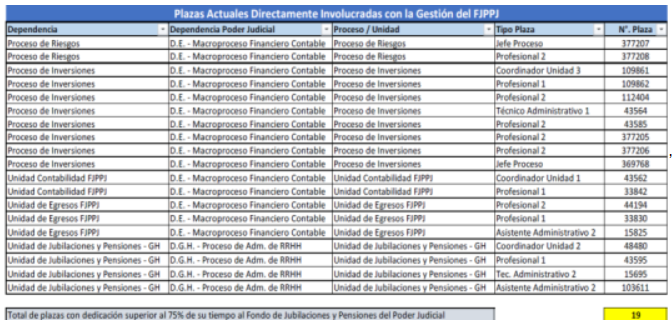 Plazas Actuales Directamente Involucradas con la Gestión del FJPPJ
Dependencia Dependencia Poder Judicial Proceso / Unidad Tipo Plaza N°. Plaza
Proceso de Riesgos D.E. - Macroproceso Financiero Contable Proceso de Riesgos Jefe Proceso 377207
Proceso de Riesgos D.E. - Macroproceso Financiero Contable Proceso de Riesgos Profesional 2 377208
Proceso de Inversiones D.E. - Macroproceso Financiero Contable Proceso de Inversiones Coordinador Unidad 3 109861
Proceso de Inversiones D.E. - Macroproceso Financiero Contable Proceso de Inversiones Profesional 1 109862
Proceso de Inversiones D.E. - Macroproceso Financiero Contable Proceso de Inversiones Profesional 2 112404
Proceso de Inversiones D.E. - Macroproceso Financiero Contable Proceso de Inversiones Técnico Administrativo 1 43564
Proceso de Inversiones D.E. - Macroproceso Financiero Contable Proceso de Inversiones Profesional 2 43585
Proceso de Inversiones D.E. - Macroproceso Financiero Contable Proceso de Inversiones Profesional 2 377205
Proceso de Inversiones D.E. - Macroproceso Financiero Contable Proceso de Inversiones Profesional 2 377206
Proceso de Inversiones D.E. - Macroproceso Financiero Contable Proceso de Inversiones Jefe Proceso 369768
Unidad Contabilidad FJPPJ D.E. - Macroproceso Financiero Contable Unidad Contabilidad FJPPJ Coordinador Unidad 1 43562
Unidad Contabilidad FJPPJ D.E. - Macroproceso Financiero Contable Unidad Contabilidad FJPPJ Profesional 1 33842
Unidad de Egresos FJPPJ D.E. - Macroproceso Financiero Contable Unidad de Egresos FJPPJ Profesional 2 44194
Unidad de Egresos FJPPJ D.E. - Macroproceso Financiero Contable Unidad de Egresos FJPPJ Profesional 1 33830
Unidad de Egresos FJPPJ D.E. - Macroproceso Financiero Contable Unidad de Egresos FJPPJ Asistente Administrativo 2 15825
Unidad de Jubilaciones y Pensiones - GH D.G.H. - Proceso de Adm. de RRHH Unidad de Jubilaciones y Pensiones - GH Coordinador Unidad 2 48480
Unidad de Jubilaciones y Pensiones - GH D.G.H. - Proceso de Adm. de RRHH Unidad de Jubilaciones y Pensiones - GH Profesional 1 43595
Unidad de Jubilaciones y Pensiones - GH D.G.H. - Proceso de Adm. de RRHH Unidad de Jubilaciones y Pensiones - GH Tec. Administrativo 2 15695
Unidad de Jubilaciones y Pensiones - GH D.G.H. - Proceso de Adm. de RRHH Unidad de Jubilaciones y Pensiones - GH Asistente Administrativo 2 103611
Total de plazas con dedicación superior al 75% de su tiempo al Fondo de Jubilaciones y Pensiones del Poder Judicial 19